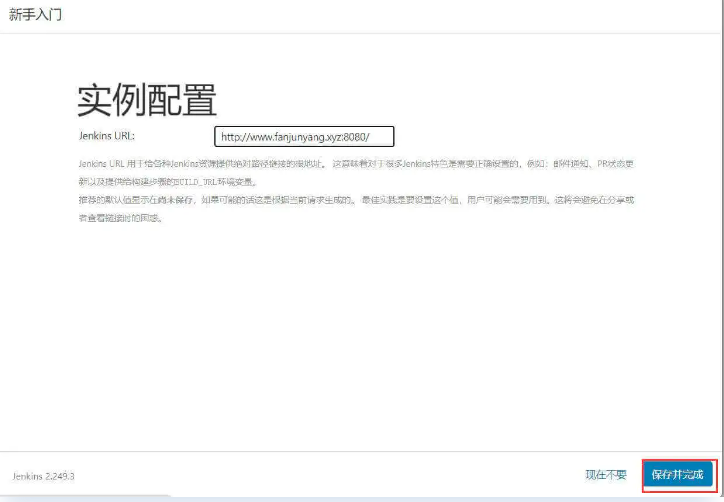 新手入门
实例配置
Jenkins URL: http://www.fanjunyang.xyz:8080/
Jenkins URL 用于给各种Jenkins资源提供绝对路径链接的根地址。 这意味着对于很多Jenkins特色是需要正确设置的，例如：邮件通知、PR状态更
新以及提供给构建步骤的BUILD_URL环境变量。
推荐的默认值显示在尚未保存，如果可能的话这是根据当前请求生成的。 最佳实践是要设置这个值，用户可能会需要用到。这将会避免在分享或
者查看链接时的困惑。
Jenkins 2.249.3
现在不要
保存并完成